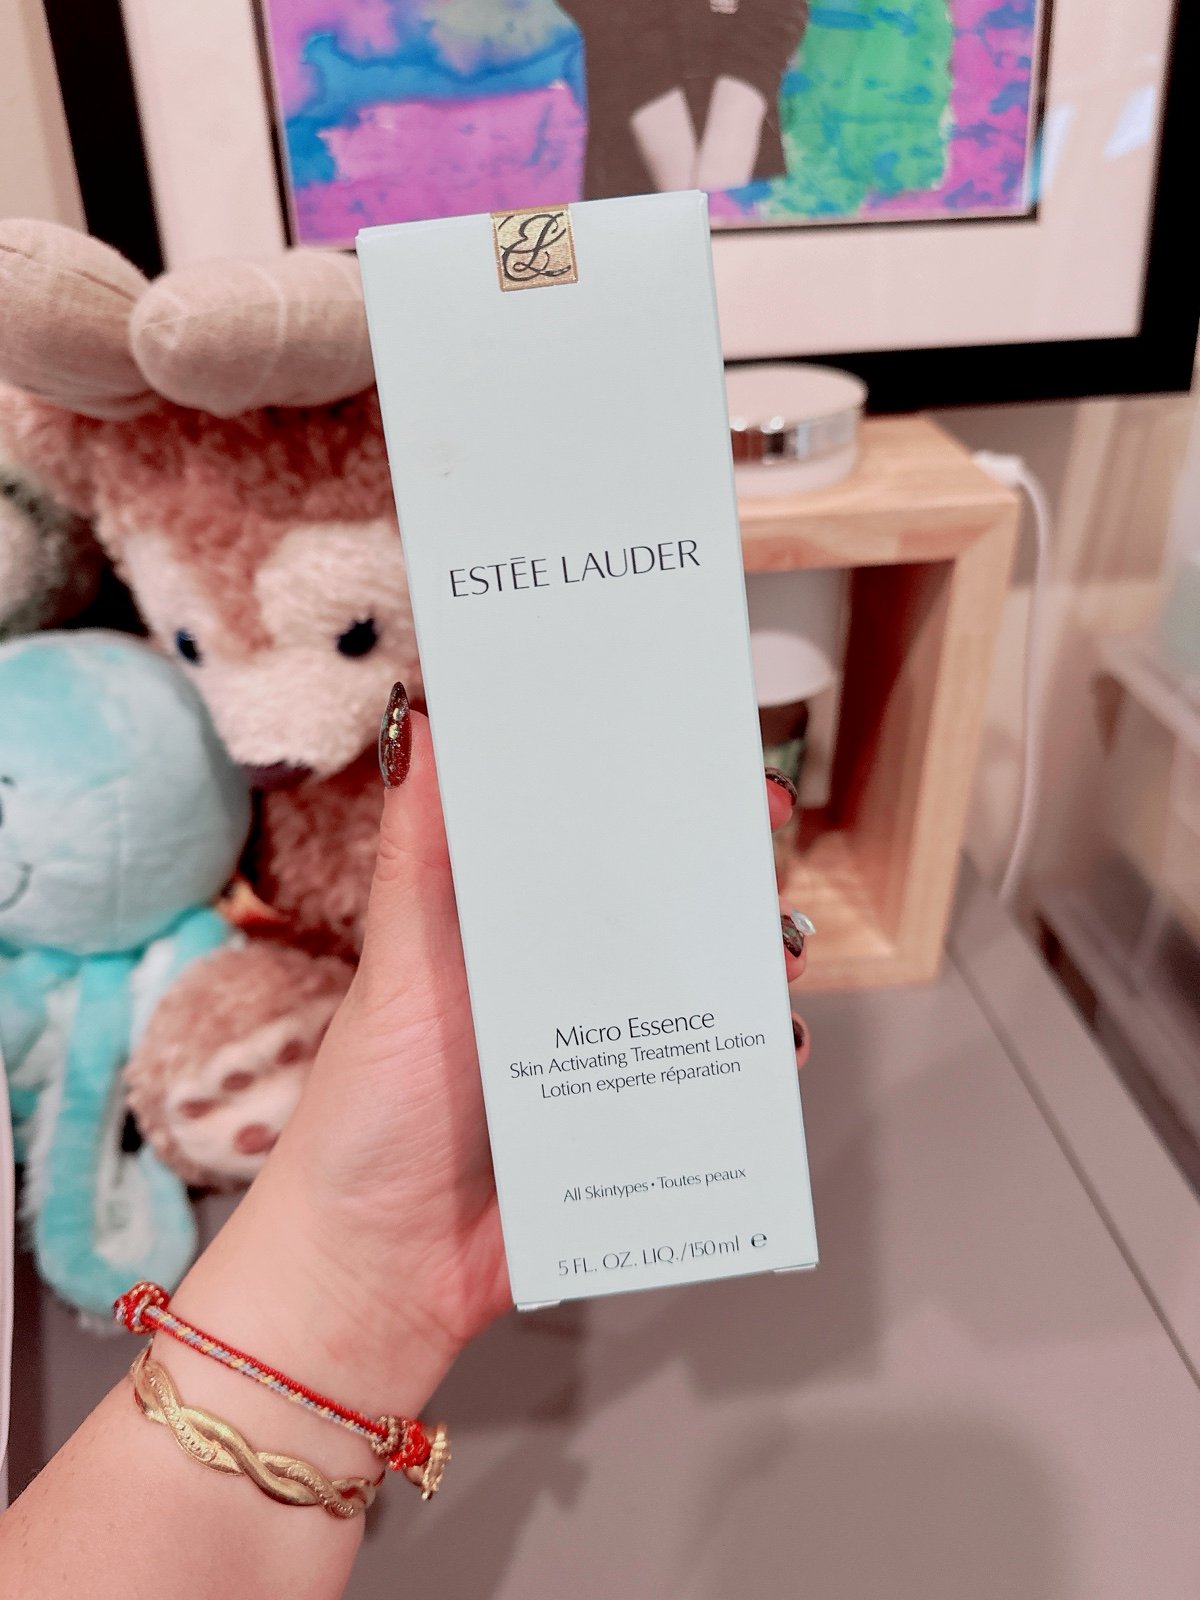 EL
ESTĒE LAUDER
Micro Essence
Skin Activating Treatment Lotion
Lotion experte réparation
All Skintypes • Toutes peaux
5 FL. OZ. LIQ./150 ml ℮